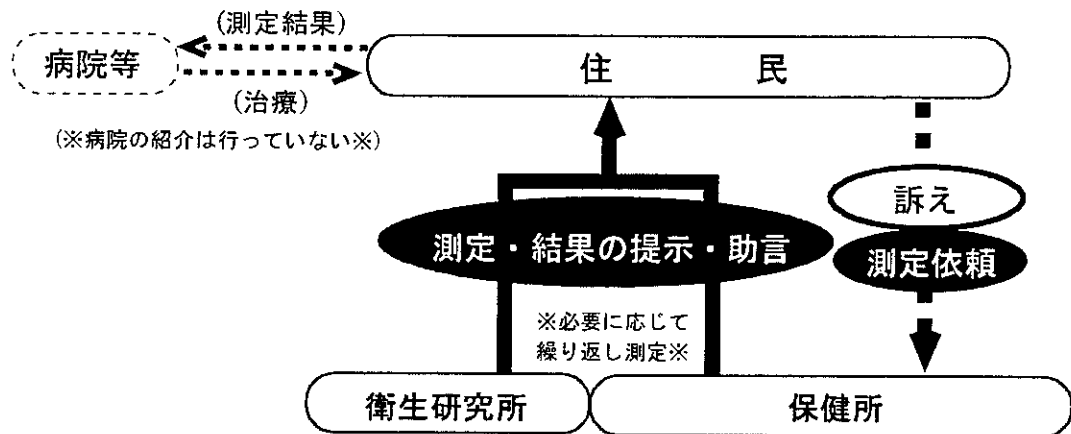 (測定結果)
病院等
住 民
(治療)
(※病院の紹介は行っていない※)
訴え
測定・結果の提示・助言
測定依頼
※必要に応じて
繰り返し測定※
衛生研究所
保健所